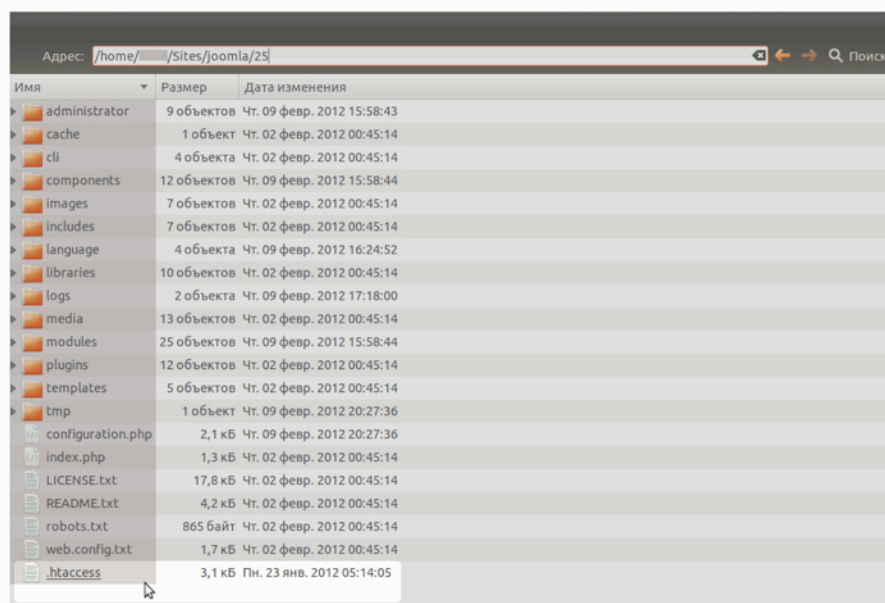 Адрес: /home/ /Sites/joomla/25 Поиск
Имя Размер Дата изменения
administrator 9 объектов Чт. 09 февр. 2012 15:58:43
cache 1 объект Чт. 02 февр. 2012 00:45:14
cli 4 объекта Чт. 02 февр. 2012 00:45:14
components 12 объектов Чт. 09 февр. 2012 15:58:44
images 7 объектов Чт. 02 февр. 2012 00:45:14
includes 7 объектов Чт. 02 февр. 2012 00:45:14
language 4 объекта Чт. 09 февр. 2012 16:24:52
libraries 10 объектов Чт. 02 февр. 2012 00:45:14
logs 2 объекта Чт. 09 февр. 2012 17:18:00
media 13 объектов Чт. 02 февр. 2012 00:45:14
modules 25 объектов Чт. 09 февр. 2012 15:58:44
plugins 12 объектов Чт. 02 февр. 2012 00:45:14
templates 5 объектов Чт. 02 февр. 2012 00:45:14
tmp 1 объект Чт. 09 февр. 2012 20:27:36
configuration.php 2,1 кБ Чт. 09 февр. 2012 20:27:36
index.php 1,3 кБ Чт. 02 февр. 2012 00:45:14
LICENSE.txt 17,8 кБ Чт. 02 февр. 2012 00:45:14
README.txt 4,2 кБ Чт. 02 февр. 2012 00:45:14
robots.txt 865 байт Чт. 02 февр. 2012 00:45:14
web.config.txt 1,7 кБ Чт. 02 февр. 2012 00:45:14
.htaccess 3,1 кБ Пн. 23 янв. 2012 05:14:05